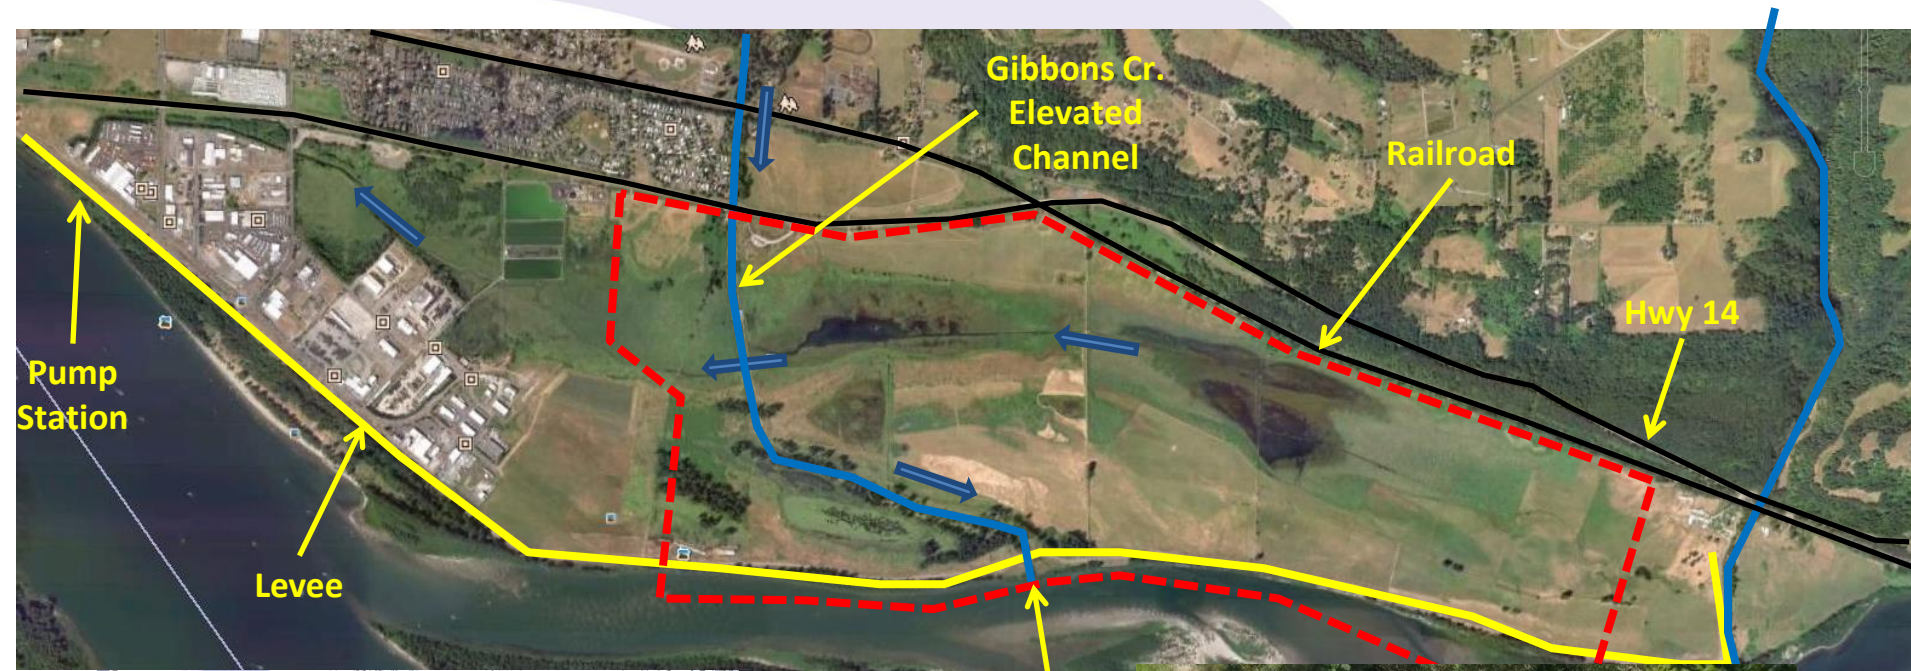 Gibbons Cr.
Elevated
Channel
Railroad
Hwy 14
Pump
Station
Levee